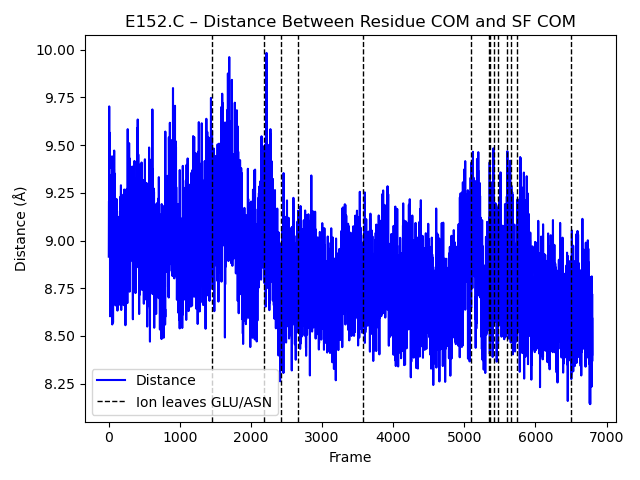 E152.C – Distance Between Residue COM and SF COM
Distance (Å)
10.00
9.75
9.50
9.25
9.00
8.75
8.50
8.25
Distance
Ion leaves GLU/ASN
0 1000 2000 3000 4000 5000 6000 7000
Frame